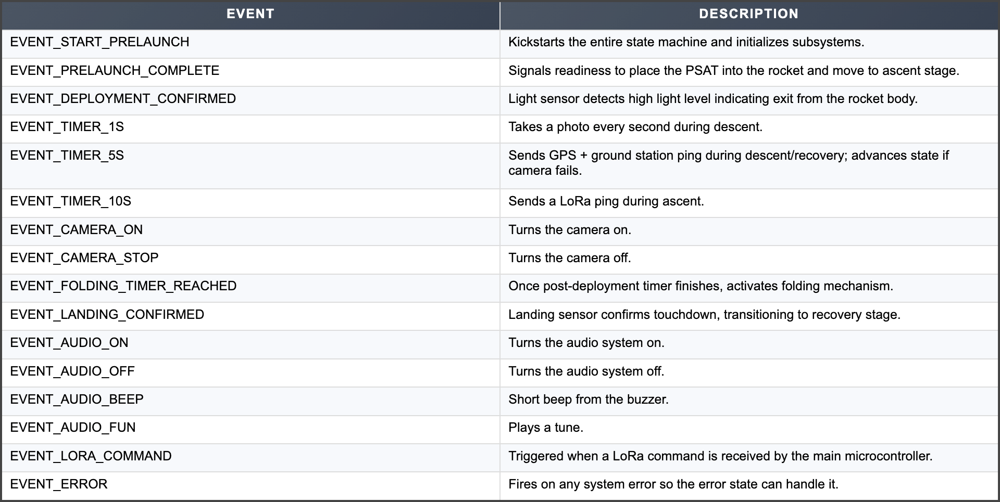 EVENT DESCRIPTION
EVENT_START_PRELAUNCH Kickstarts the entire state machine and initializes subsystems.
EVENT_PRELAUNCH_COMPLETE Signals readiness to place the PSAT into the rocket and move to ascent stage.
EVENT_DEPLOYMENT_CONFIRMED Light sensor detects high light level indicating exit from the rocket body.
EVENT_TIMER_1S Takes a photo every second during descent.
EVENT_TIMER_5S Sends GPS + ground station ping during descent/recovery; advances state if
camera fails.
EVENT_TIMER_10S Sends a LoRa ping during ascent.
EVENT_CAMERA_ON Turns the camera on.
EVENT_CAMERA_STOP Turns the camera off.
EVENT_FOLDING_TIMER_REACHED Once post-deployment timer finishes, activates folding mechanism.
EVENT_LANDING_CONFIRMED Landing sensor confirms touchdown, transitioning to recovery stage.
EVENT_AUDIO_ON Turns the audio system on.
EVENT_AUDIO_OFF Turns the audio system off.
EVENT_AUDIO_BEEP Short beep from the buzzer.
EVENT_AUDIO_FUN Plays a tune.
EVENT_LORA_COMMAND Triggered when a LoRa command is received by the main microcontroller.
EVENT_ERROR Fires on any system error so the error state can handle it.